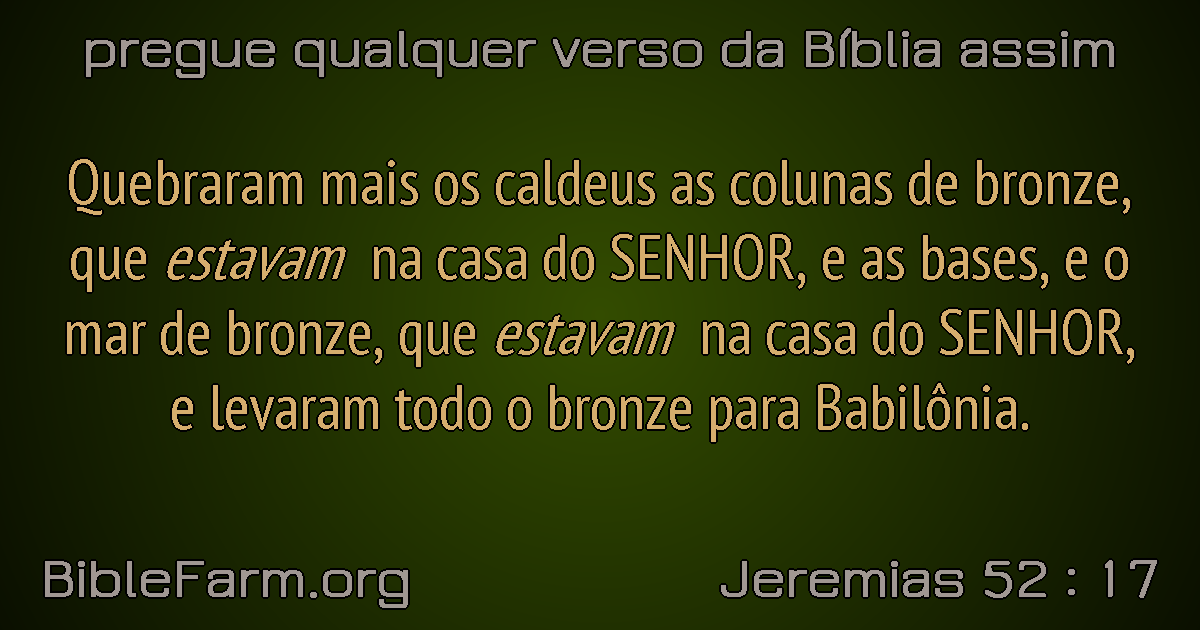 pregue qualquer verso da Bíblia assim
Quebraram mais os caldeus as colunas de bronze,
que estavam na casa do SENHOR, e as bases, e o
mar de bronze, que estavam na casa do SENHOR,
e levaram todo o bronze para Babilônia.
BibleFarm.org
Jeremias 52 : 17